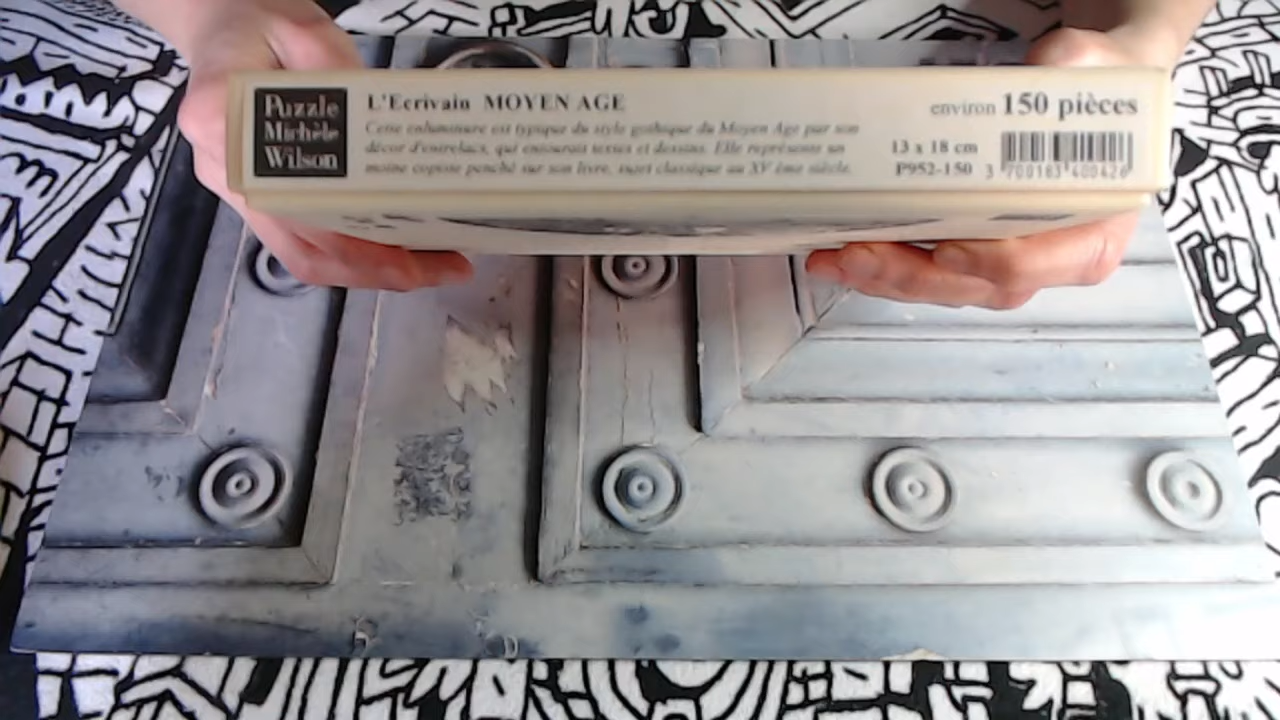 Puzzle
Michèle
Wilson
L'Ecrivain MOYEN AGE
Cette enluminure est typique du style gothique du Moyen Age par son
décor d'entrelacs, qui entourait textes et dessins. Elle représente un
moine copiste penché sur son livre, sujet classique au XV ème siècle.
environ 150 pièces
13 x 18 cm
P952-150
3 700183 400426